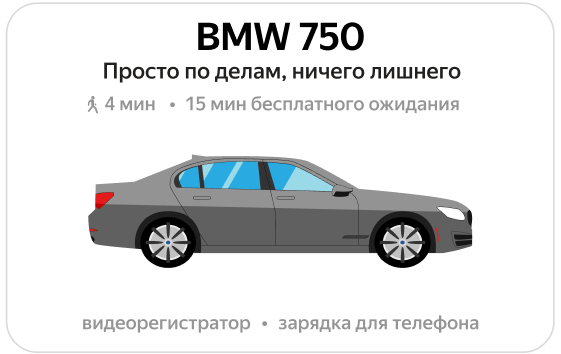 BMW 750
Просто по делам, ничего лишнего
4 мин • 15 мин бесплатного ожидания
видеорегистратор • зарядка для телефона